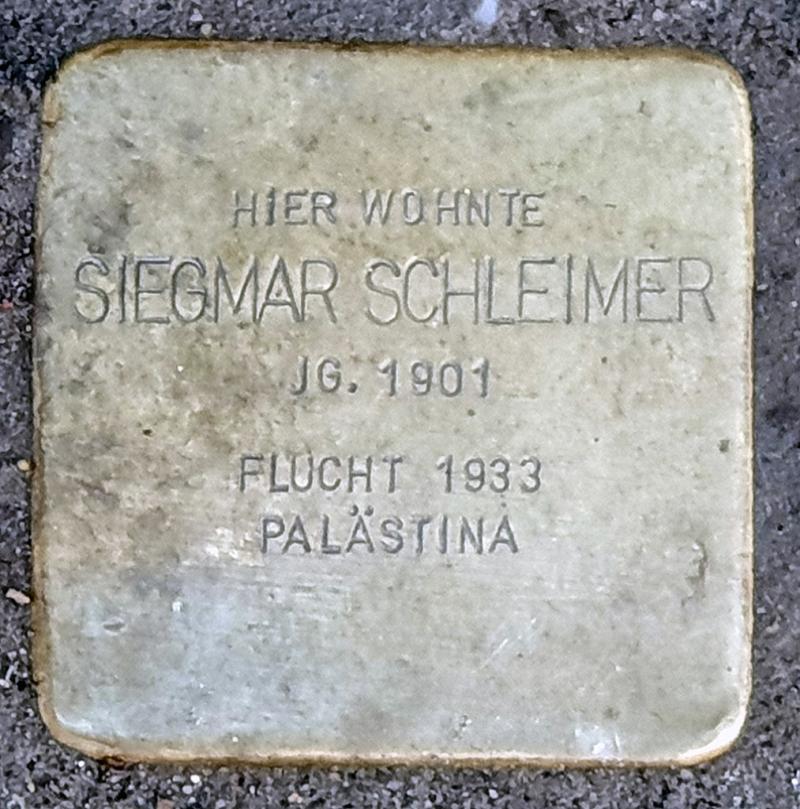 HIER WOHNTE
SIEGMAR SCHLEIMER
JG. 1901
FLUCHT 1933
PALÄSTINA